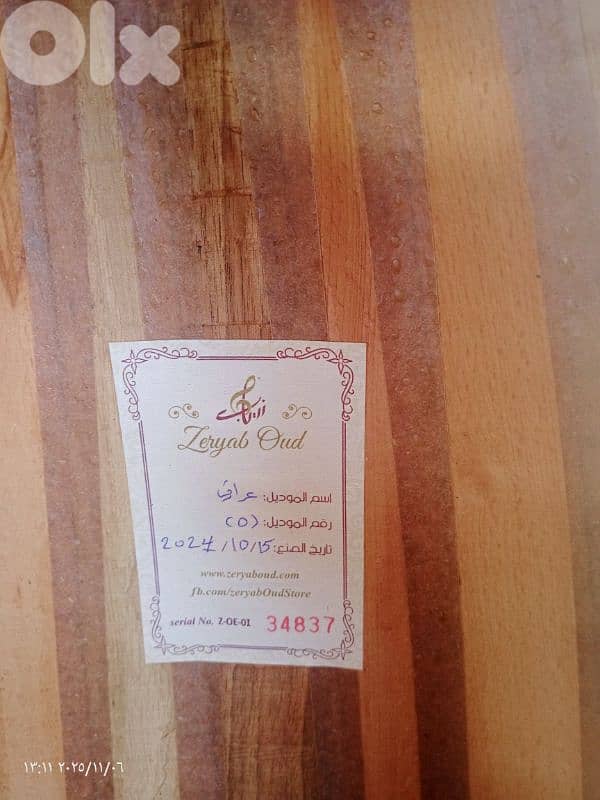 OLX
زرياب
Zeryab Oud
اسم الموديل: عراقي
رقم الموديل: (٥)
تاريخ الصنع: 2024/10/15
www.zeryaboud.com
fb.com/zeryabOudStore
serial No. Z-OE-01 34837
١٣:١١ ٢٠٢٥/١١/٠٦